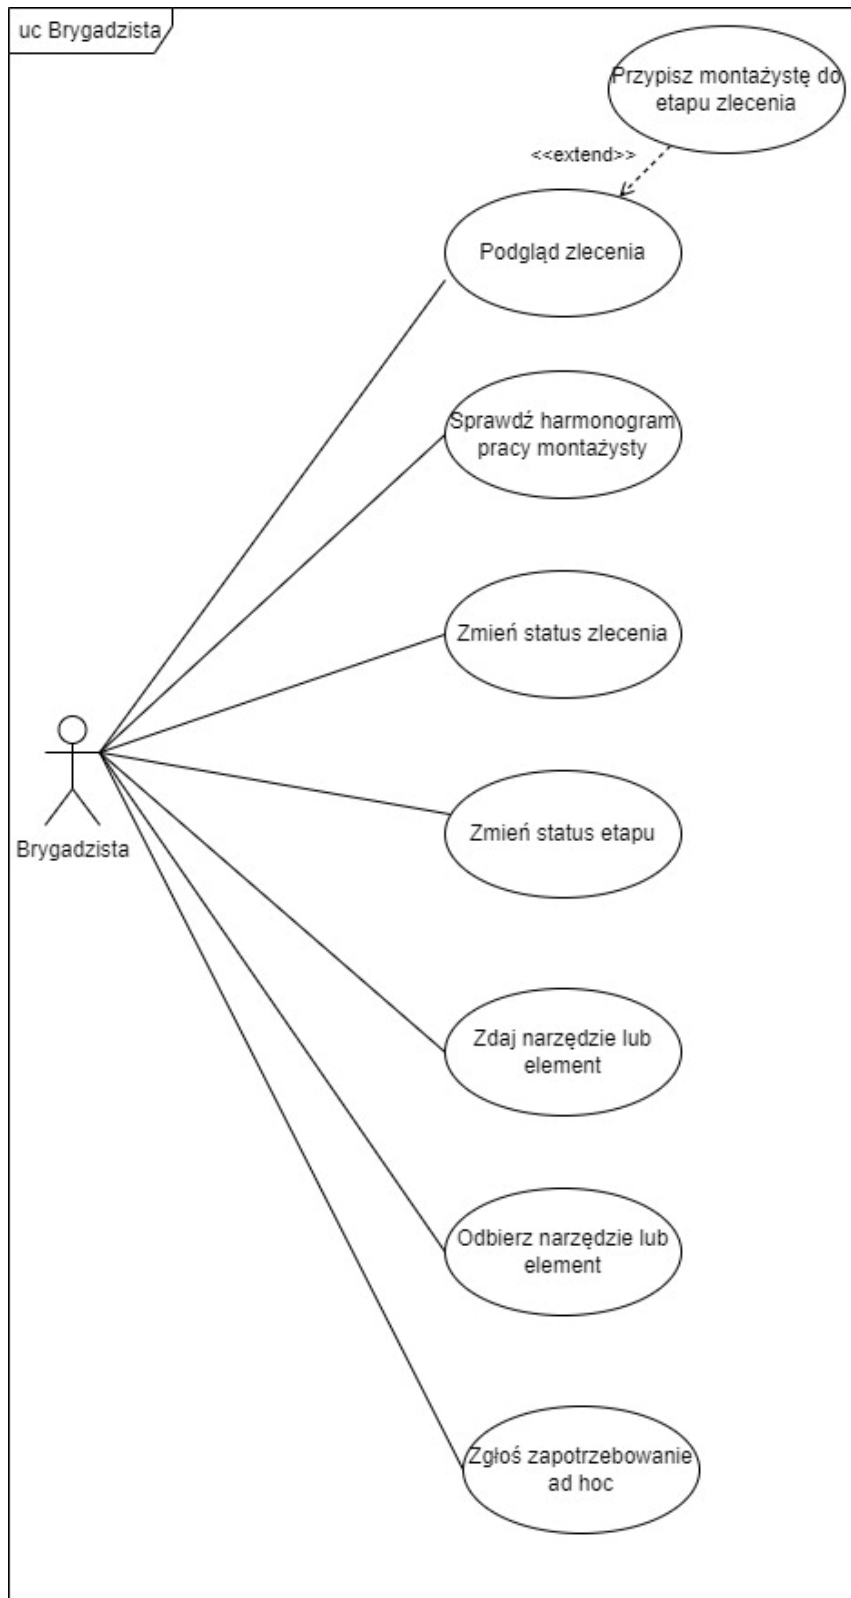 uc Brygadzista
Przypisz montażystę do
etapu zlecenia
<<extend>>
Podgląd zlecenia
Sprawdź harmonogram
pracy montażysty
Zmień status zlecenia
Zmień status etapu
Brygadzista
Zdaj narzędzie lub
element
Odbierz narzędzie lub
element
Zgłoś zapotrzebowanie
ad hoc